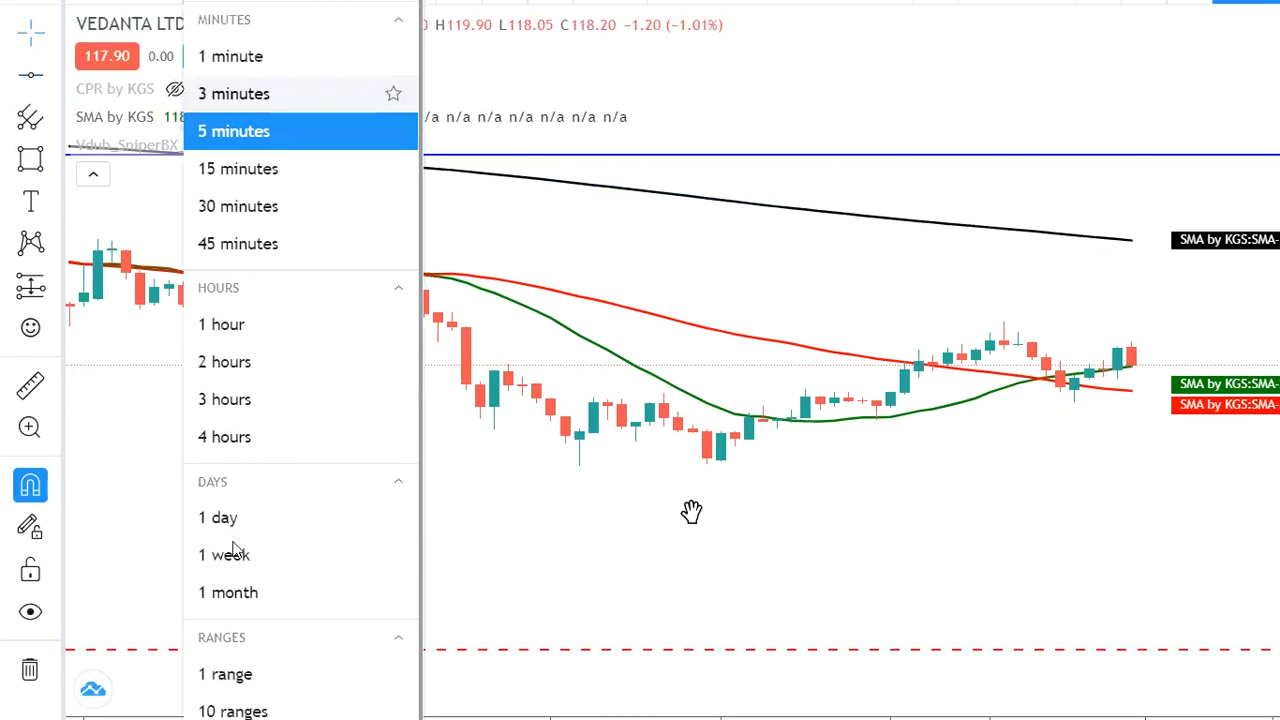 VEDANTA LTD
H119.90 L118.05 C118.20 −1.20 (−1.01%)
117.90 0.00
CPR by KGS
SMA by KGS
n/a n/a n/a n/a n/a n/a
Vdub_SniperBX
MINUTES
1 minute
3 minutes
5 minutes
15 minutes
30 minutes
45 minutes
HOURS
1 hour
2 hours
3 hours
4 hours
DAYS
1 day
1 week
1 month
RANGES
1 range
10 ranges
SMA by KGS:SMA-
SMA by KGS:SMA-
SMA by KGS:SMA-
T